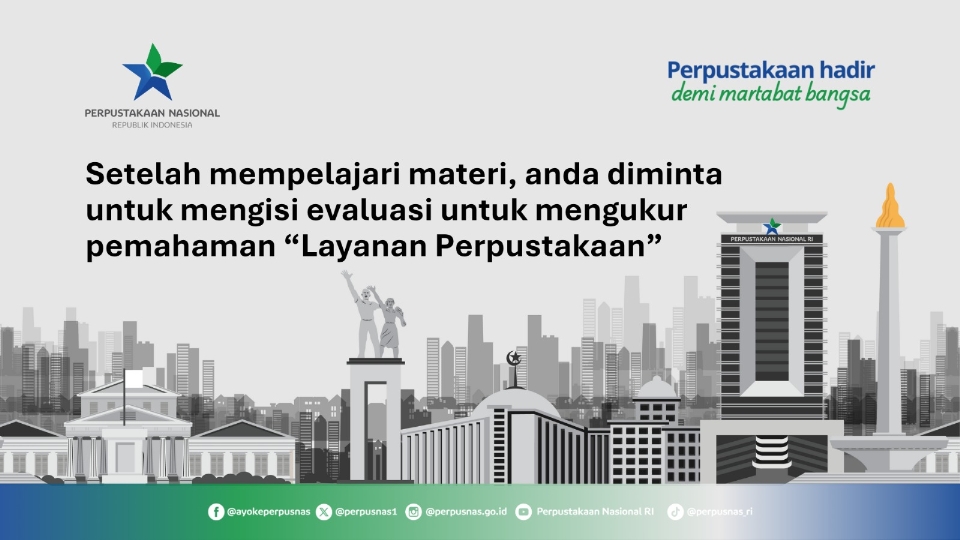 PERPUSTAKAAN NASIONAL
REPUBLIK INDONESIA
Perpustakaan hadir
demi martabat bangsa
Setelah mempelajari materi, anda diminta
untuk mengisi evaluasi untuk mengukur
pemahaman “Layanan Perpustakaan”
PERPUSTAKAAN NASIONAL RI
@ayokeperpusnas @perpusnas1 @perpusnas.go.id Perpustakaan Nasional RI @perpusnas_ri